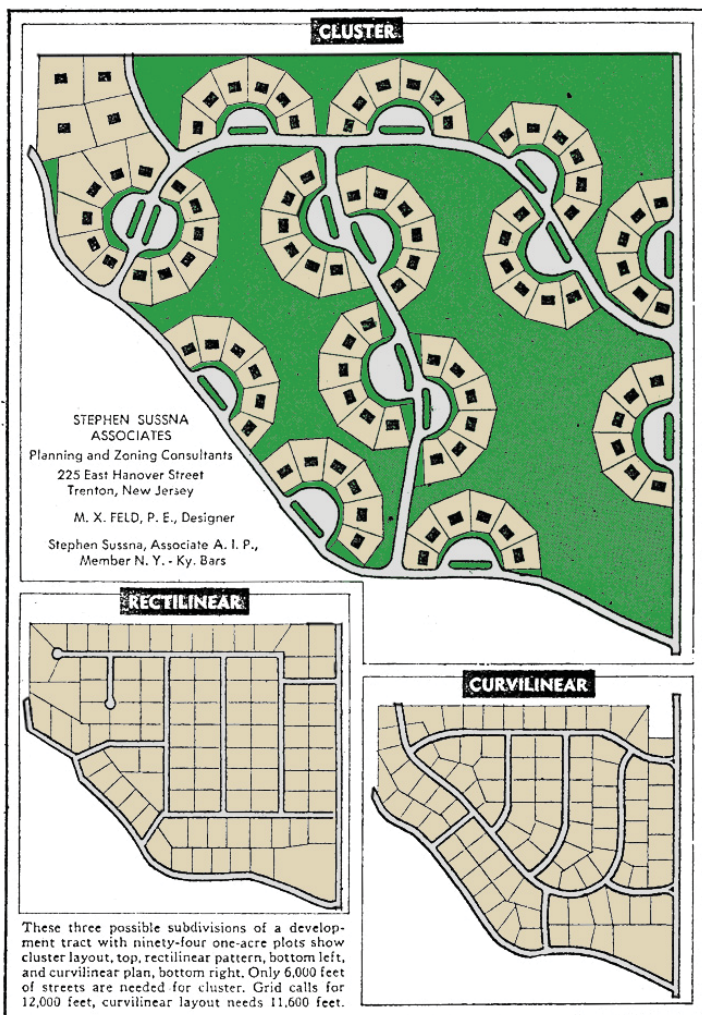 CLUSTER
STEPHEN SUSSNA
ASSOCIATES
Planning and Zoning Consultants
225 East Hanover Street
Trenton, New Jersey
M. X. FELD, P. E., Designer
Stephen Sussna, Associate A. I. P.,
Member N. Y. - Ky. Bars
RECTILINEAR
CURVILINEAR
These three possible subdivisions of a develop-
ment tract with ninety-four one-acre plots show
cluster layout, top, rectilinear pattern, bottom left,
and curvilinear plan, bottom right. Only 6,000 feet
of streets are needed for cluster. Grid calls for
12,000 feet, curvilinear layout needs 11,600 feet.